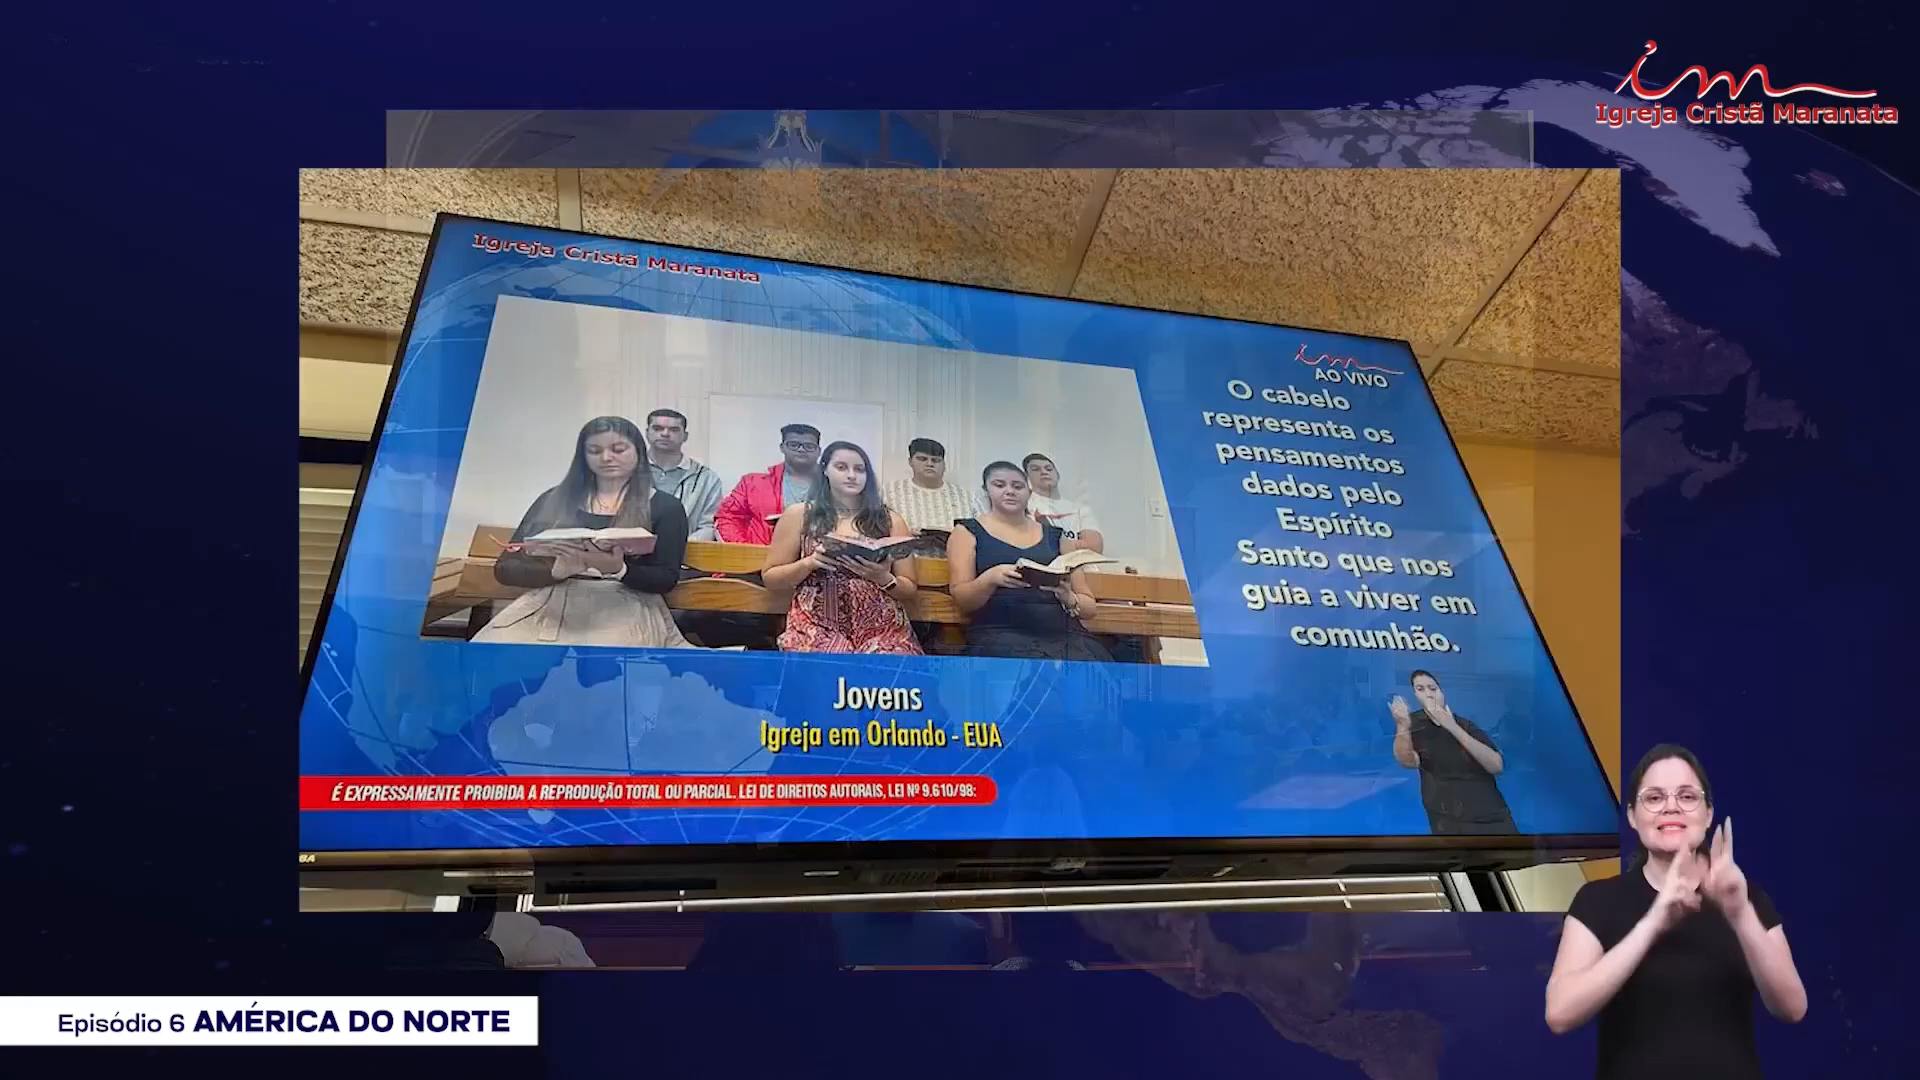 im
Igreja Cristã Maranata
Igreja Cristã Maranata
im
AO VIVO
O cabelo
representa os
pensamentos
dados pelo
Espírito
Santo que nos
guia a viver em
comunhão.
Jovens
Igreja em Orlando - EUA
É EXPRESSAMENTE PROIBIDA A REPRODUÇÃO TOTAL OU PARCIAL. LEI DE DIREITOS AUTORAIS, LEI Nº 9.610/98:
Episódio 6 AMÉRICA DO NORTE